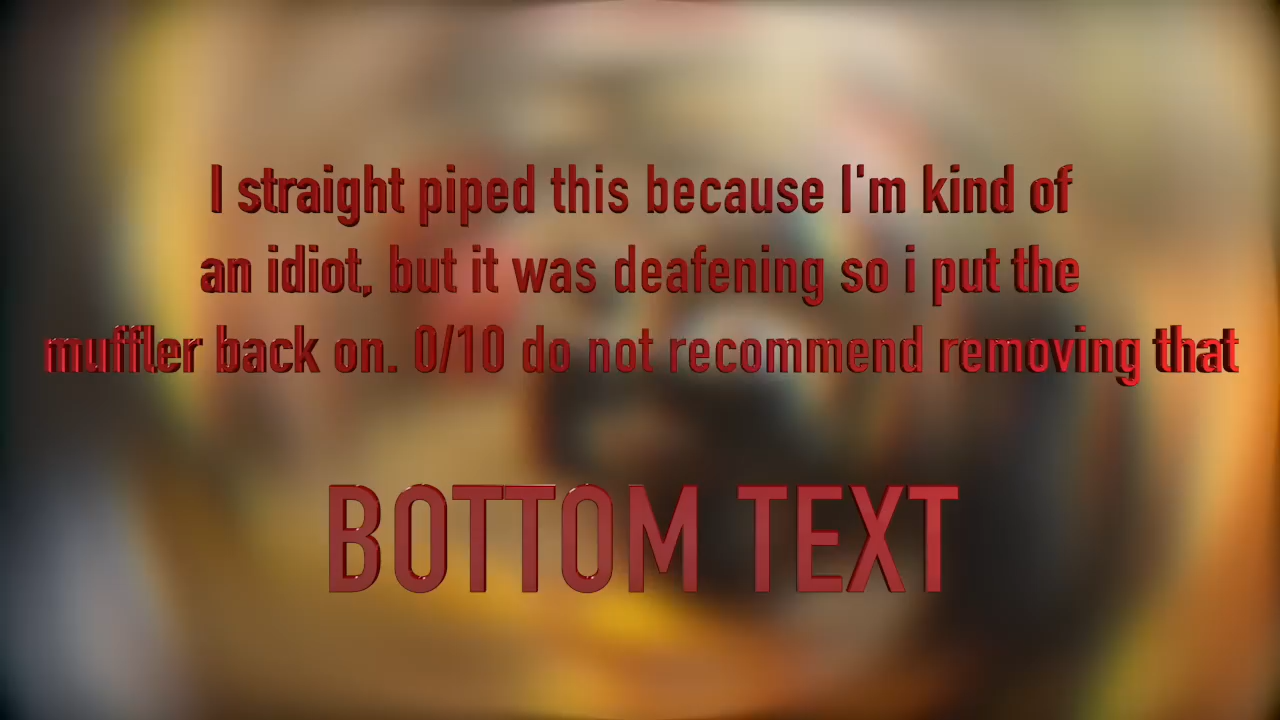 I straight piped this because I'm kind of
an idiot, but it was deafening so i put the
muffler back on. 0/10 do not recommend removing that
BOTTOM TEXT